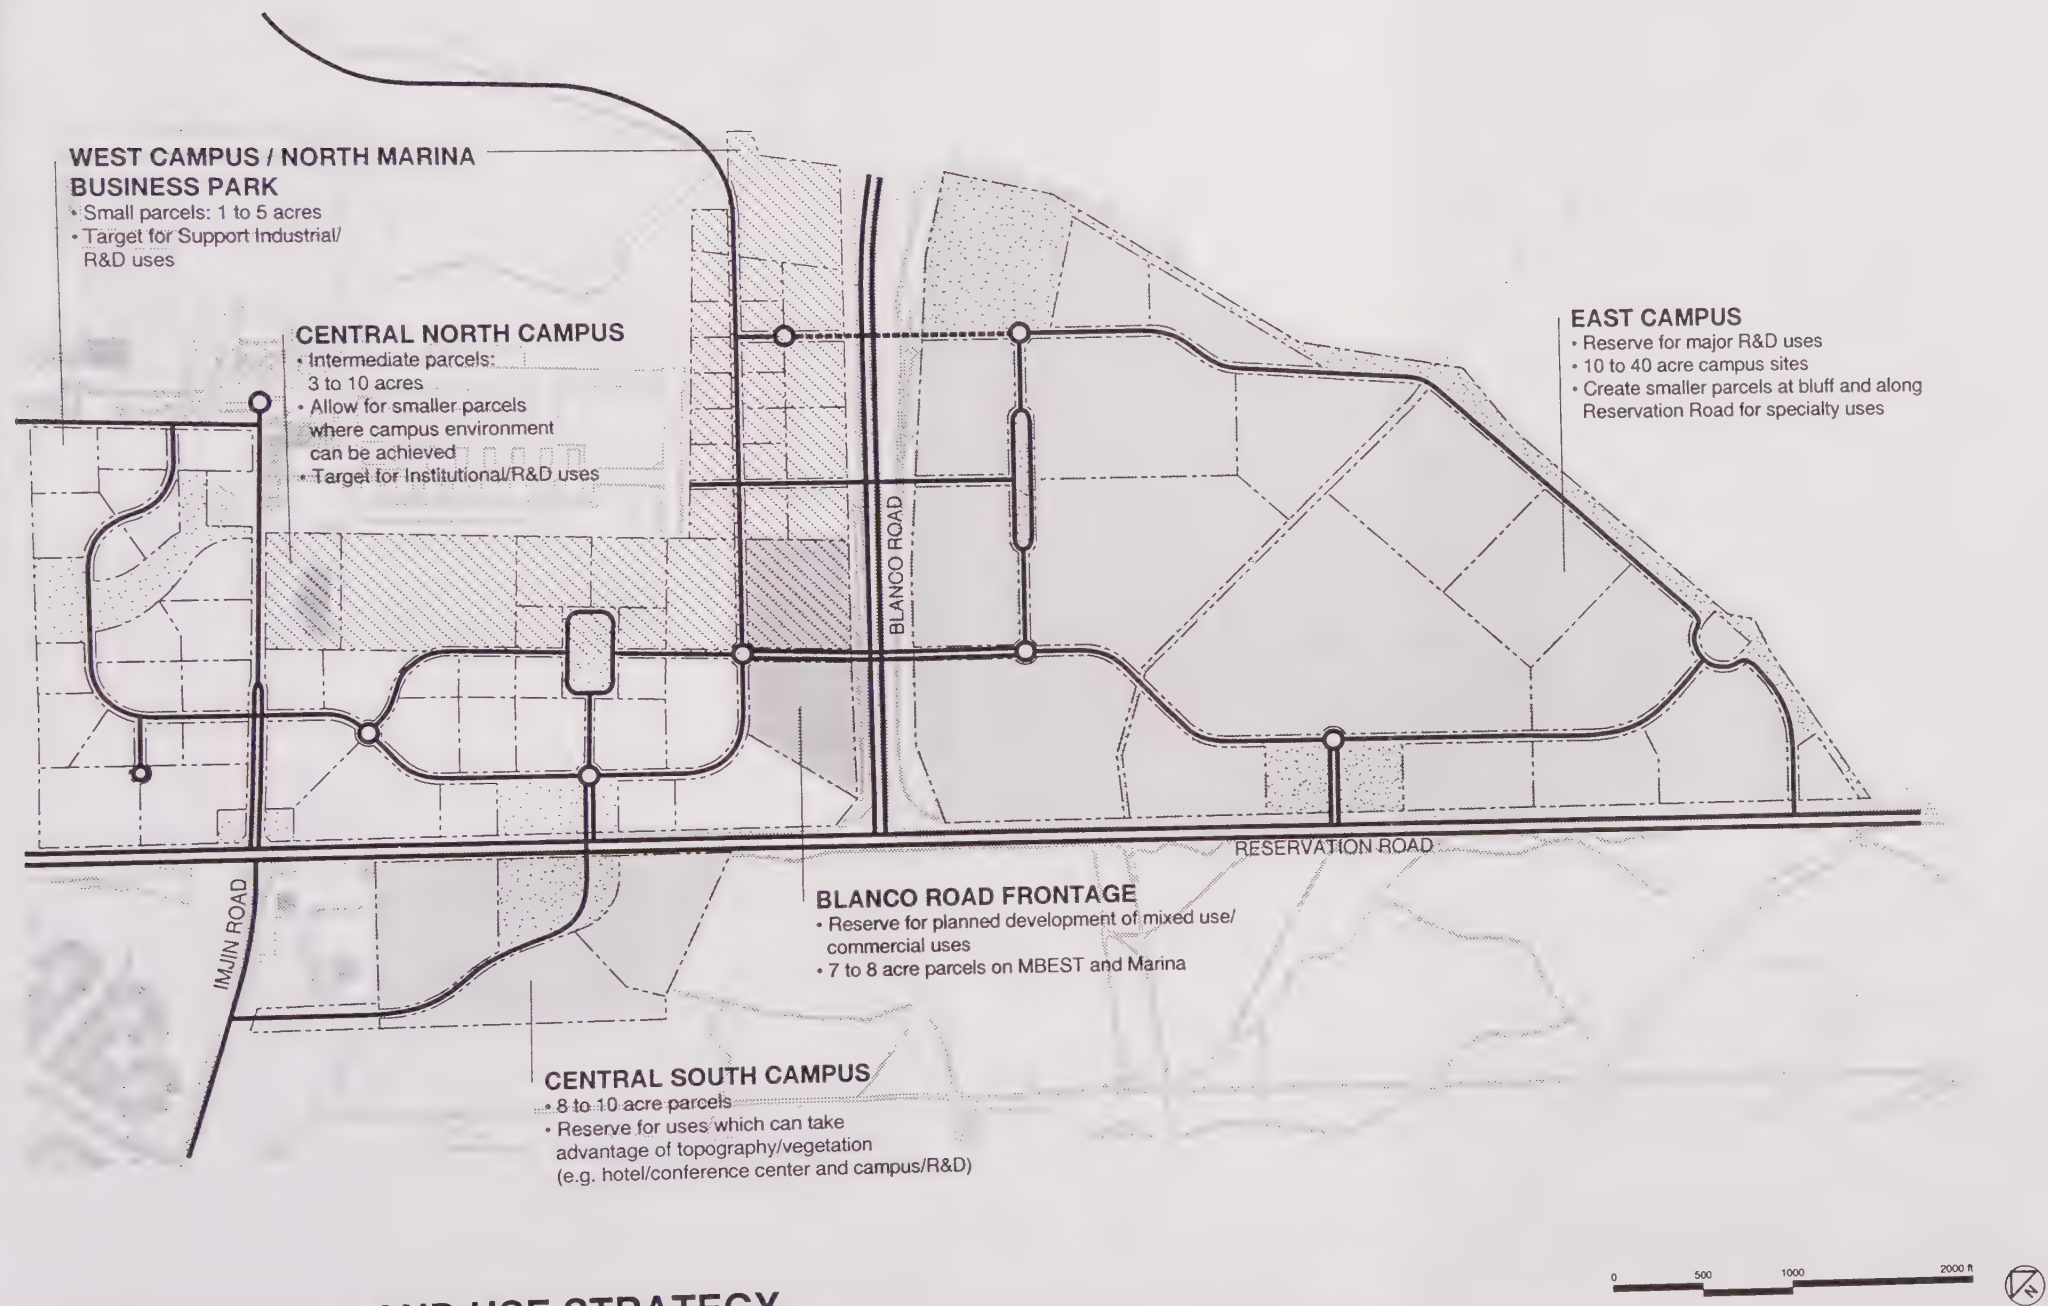 WEST CAMPUS / NORTH MARINA
BUSINESS PARK
• Small parcels: 1 to 5 acres
• Target for Support Industrial/
R&D uses
CENTRAL NORTH CAMPUS
• Intermediate parcels:
3 to 10 acres
• Allow for smaller parcels
where campus environment
can be achieved
• Target for Institutional/R&D uses
EAST CAMPUS
• Reserve for major R&D uses
• 10 to 40 acre campus sites
• Create smaller parcels at bluff and along
Reservation Road for specialty uses
BLANCO ROAD
RESERVATION ROAD
IMJIN ROAD
BLANCO ROAD FRONTAGE
• Reserve for planned development of mixed use/
commercial uses
• 7 to 8 acre parcels on MBEST and Marina
CENTRAL SOUTH CAMPUS
• 8 to 10 acre parcels
• Reserve for uses which can take
advantage of topography/vegetation
(e.g. hotel/conference center and campus/R&D)
0 500 1000 2000 ft
N
USE STRATEGY